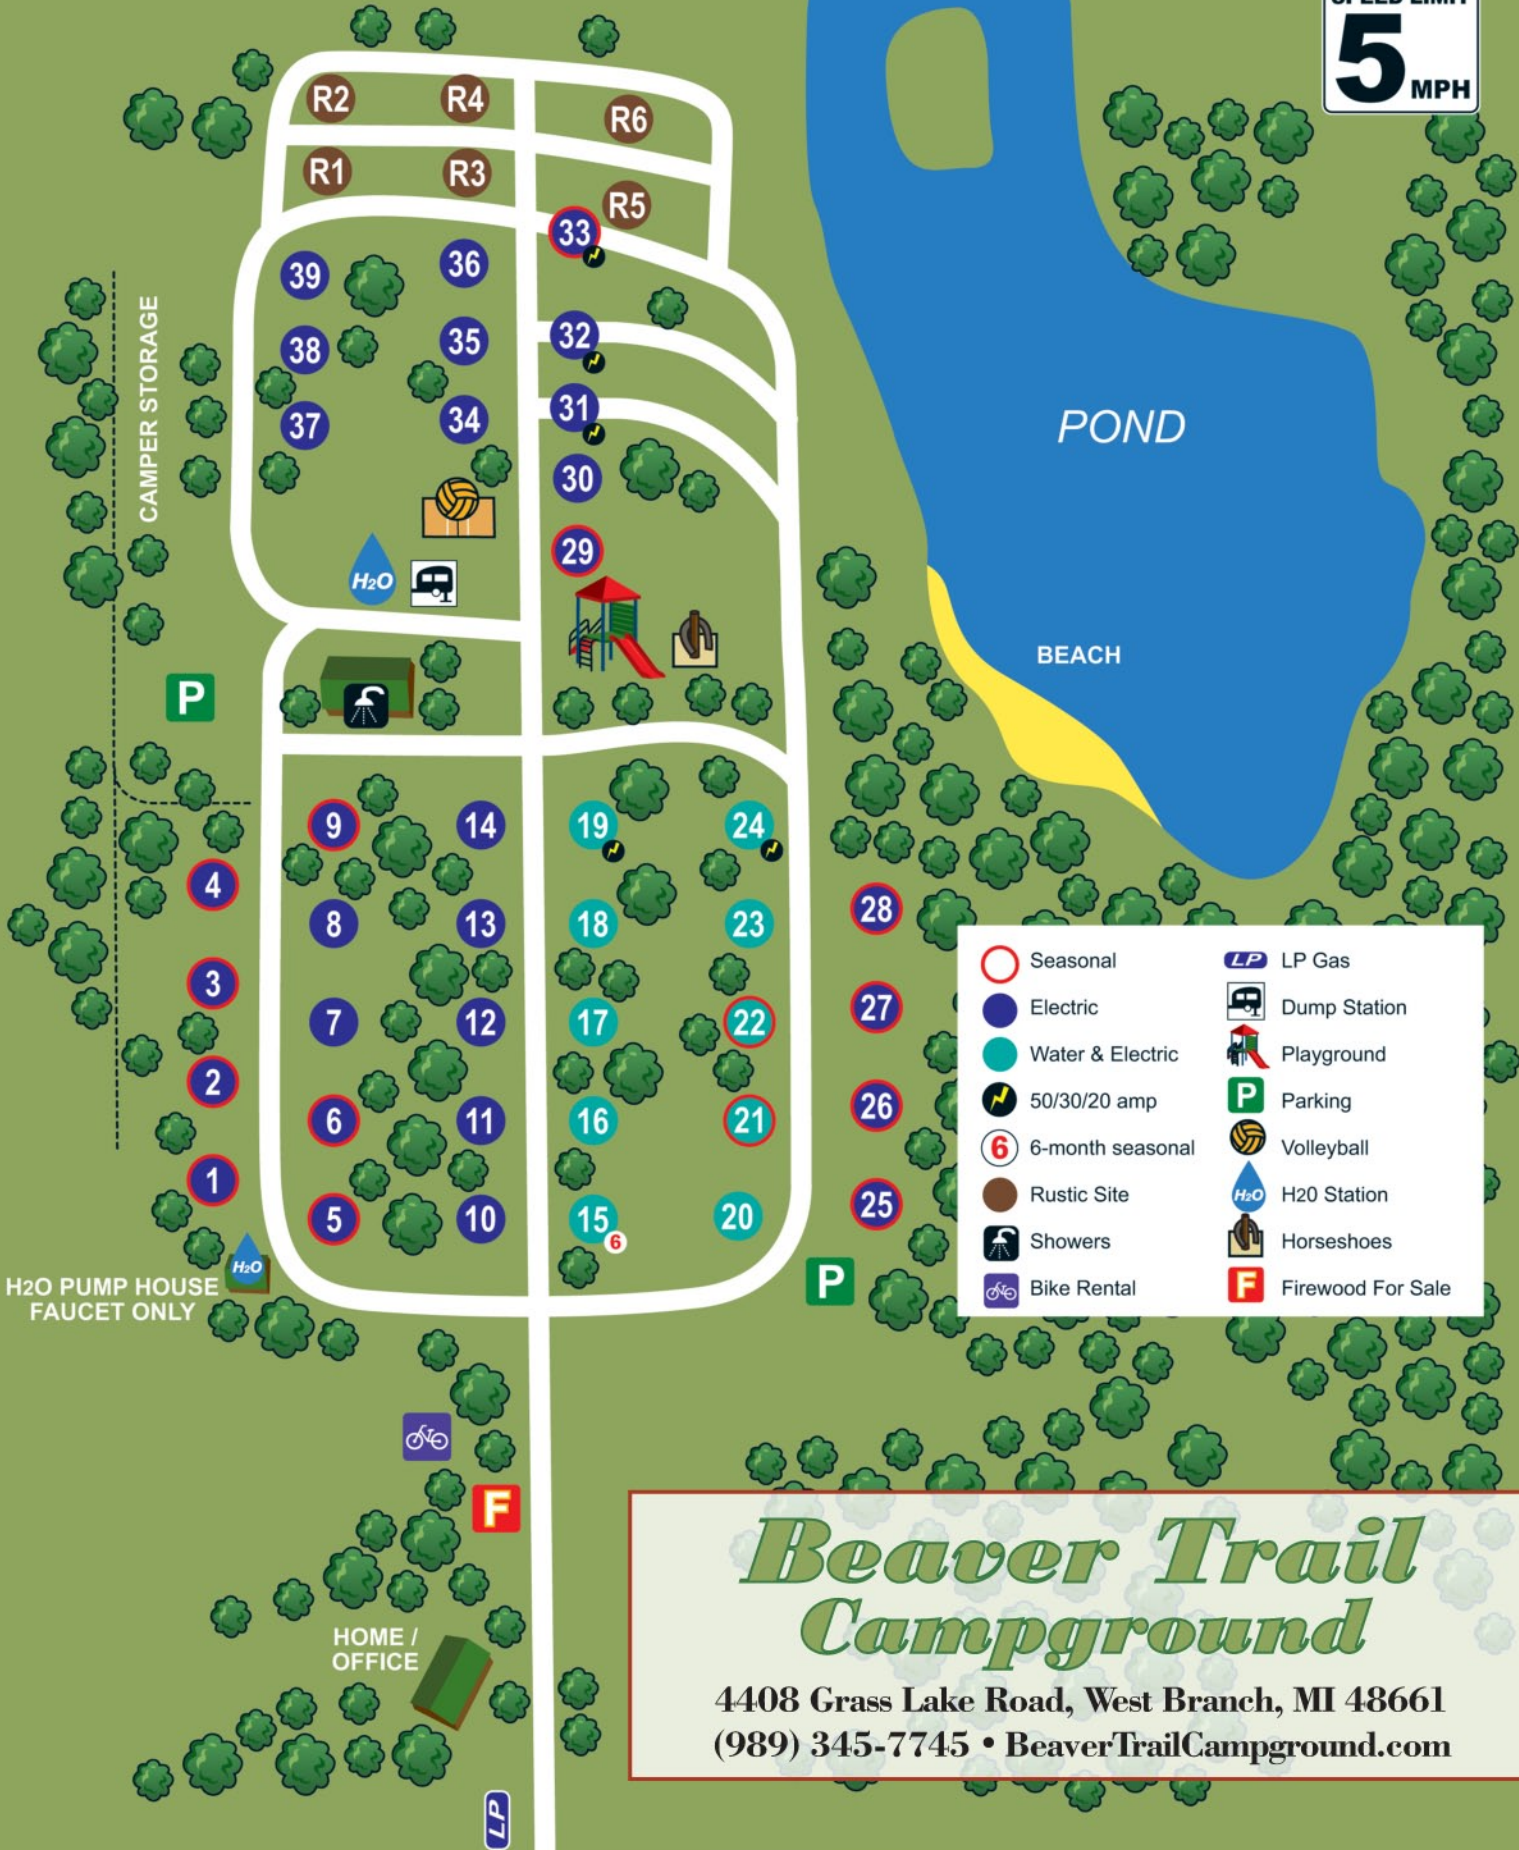 SPEED LIMIT
5 MPH
R2
R4
R6
R1
R3
R5
33
39
36
32
38
35
31
37
34
30
29
CAMPER STORAGE
POND
H2O
BEACH
P
9
14
19
24
4
8
13
18
23
28
3
7
12
17
22
27
2
6
11
16
21
26
1
5
10
15
6
20
25
H2O
H2O PUMP HOUSE
FAUCET ONLY
P
Seasonal
Electric
Water & Electric
50/30/20 amp
6 6-month seasonal
Rustic Site
Showers
Bike Rental
LP LP Gas
Dump Station
Playground
P Parking
Volleyball
H2O H20 Station
Horseshoes
F Firewood For Sale
F
HOME /
OFFICE
LP
Beaver Trail
Campground
4408 Grass Lake Road, West Branch, MI 48661
(989) 345-7745 • BeaverTrailCampground.com